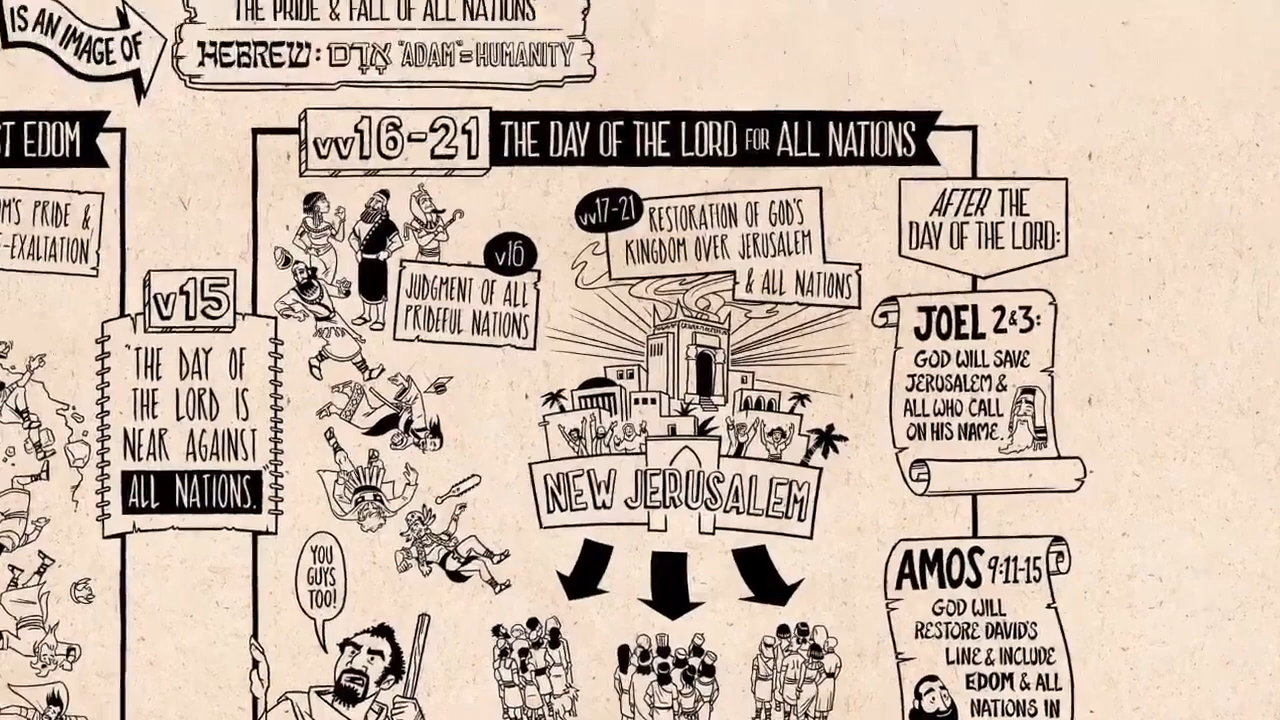 IS AN IMAGE OF
THE PRIDE & FALL OF ALL NATIONS
HEBREW: אָדָם "ADAM"=HUMANITY
ST EDOM
OM'S PRIDE &
F-EXALTATION
v15
"THE DAY OF
THE LORD IS
NEAR AGAINST
ALL NATIONS."
vv16-21 THE DAY OF THE LORD FOR ALL NATIONS
v16
JUDGMENT OF ALL
PRIDEFUL NATIONS
vv17-21
RESTORATION OF GOD'S
KINGDOM OVER JERUSALEM
& ALL NATIONS
NEW JERUSALEM
YOU
GUYS
TOO!
AFTER THE
DAY OF THE LORD:
JOEL 2&3:
GOD WILL SAVE
JERUSALEM &
ALL WHO CALL
ON HIS NAME.
AMOS 9:11-15
GOD WILL
RESTORE DAVID'S
LINE & INCLUDE
EDOM & ALL
NATIONS IN